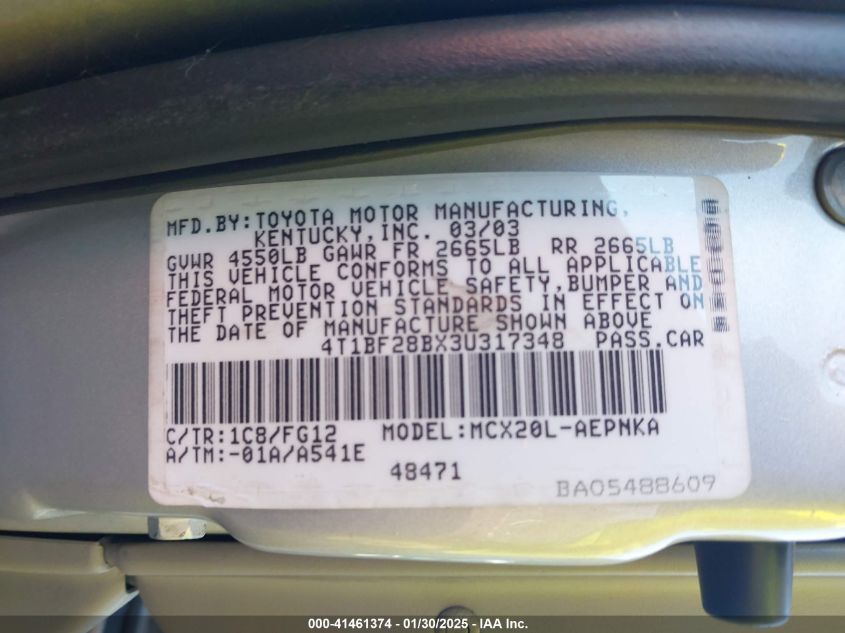 MFD.BY:TOYOTA MOTOR MANUFACTURING,
KENTUCKY,INC. 03/03
GVWR 4550LB GAWR FR 2665LB RR 2665LB
THIS VEHICLE CONFORMS TO ALL APPLICABLE
FEDERAL MOTOR VEHICLE SAFETY,BUMPER AND
THEFT PREVENTION STANDARDS IN EFFECT ON
THE DATE OF MANUFACTURE SHOWN ABOVE
4T1BF28BX3U317348 PASS.CAR
C/TR:1C8/FG12 MODEL:MCX20L-AEPNKA
A/TM:-01A/A541E
48471
BA05488609
000-41461374 / 01/30/2025 - IAA Inc.